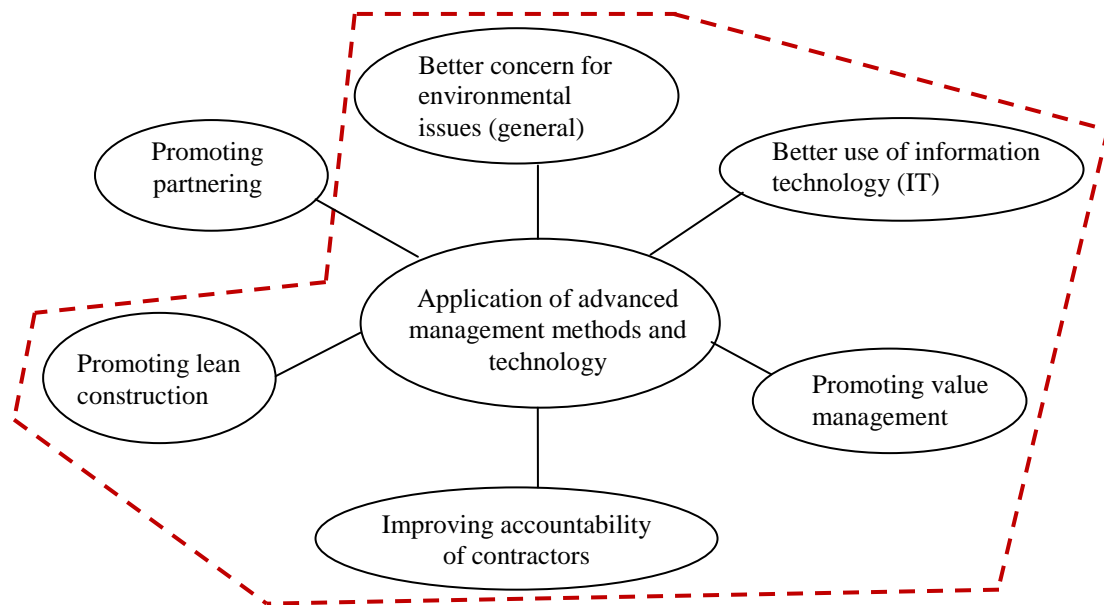 Better concern for
environmental
issues (general)
Promoting
partnering
Better use of information
technology (IT)
Application of advanced
management methods and
technology
Promoting lean
construction
Promoting value
management
Improving accountability
of contractors